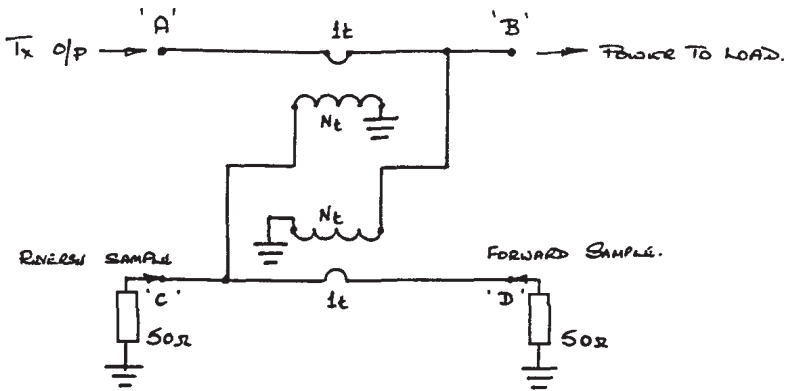 'A' 1t 'B'
Tx O/P POWER TO LOAD.
Nt
Nt
REVERSE SAMPLE FORWARD SAMPLE.
'C' 1t 'D'
50Ω 50Ω